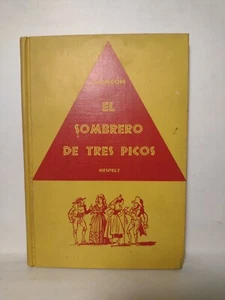 ALARCÓN
EL
SOMBRERO
DE TRES PICOS
HESPELT